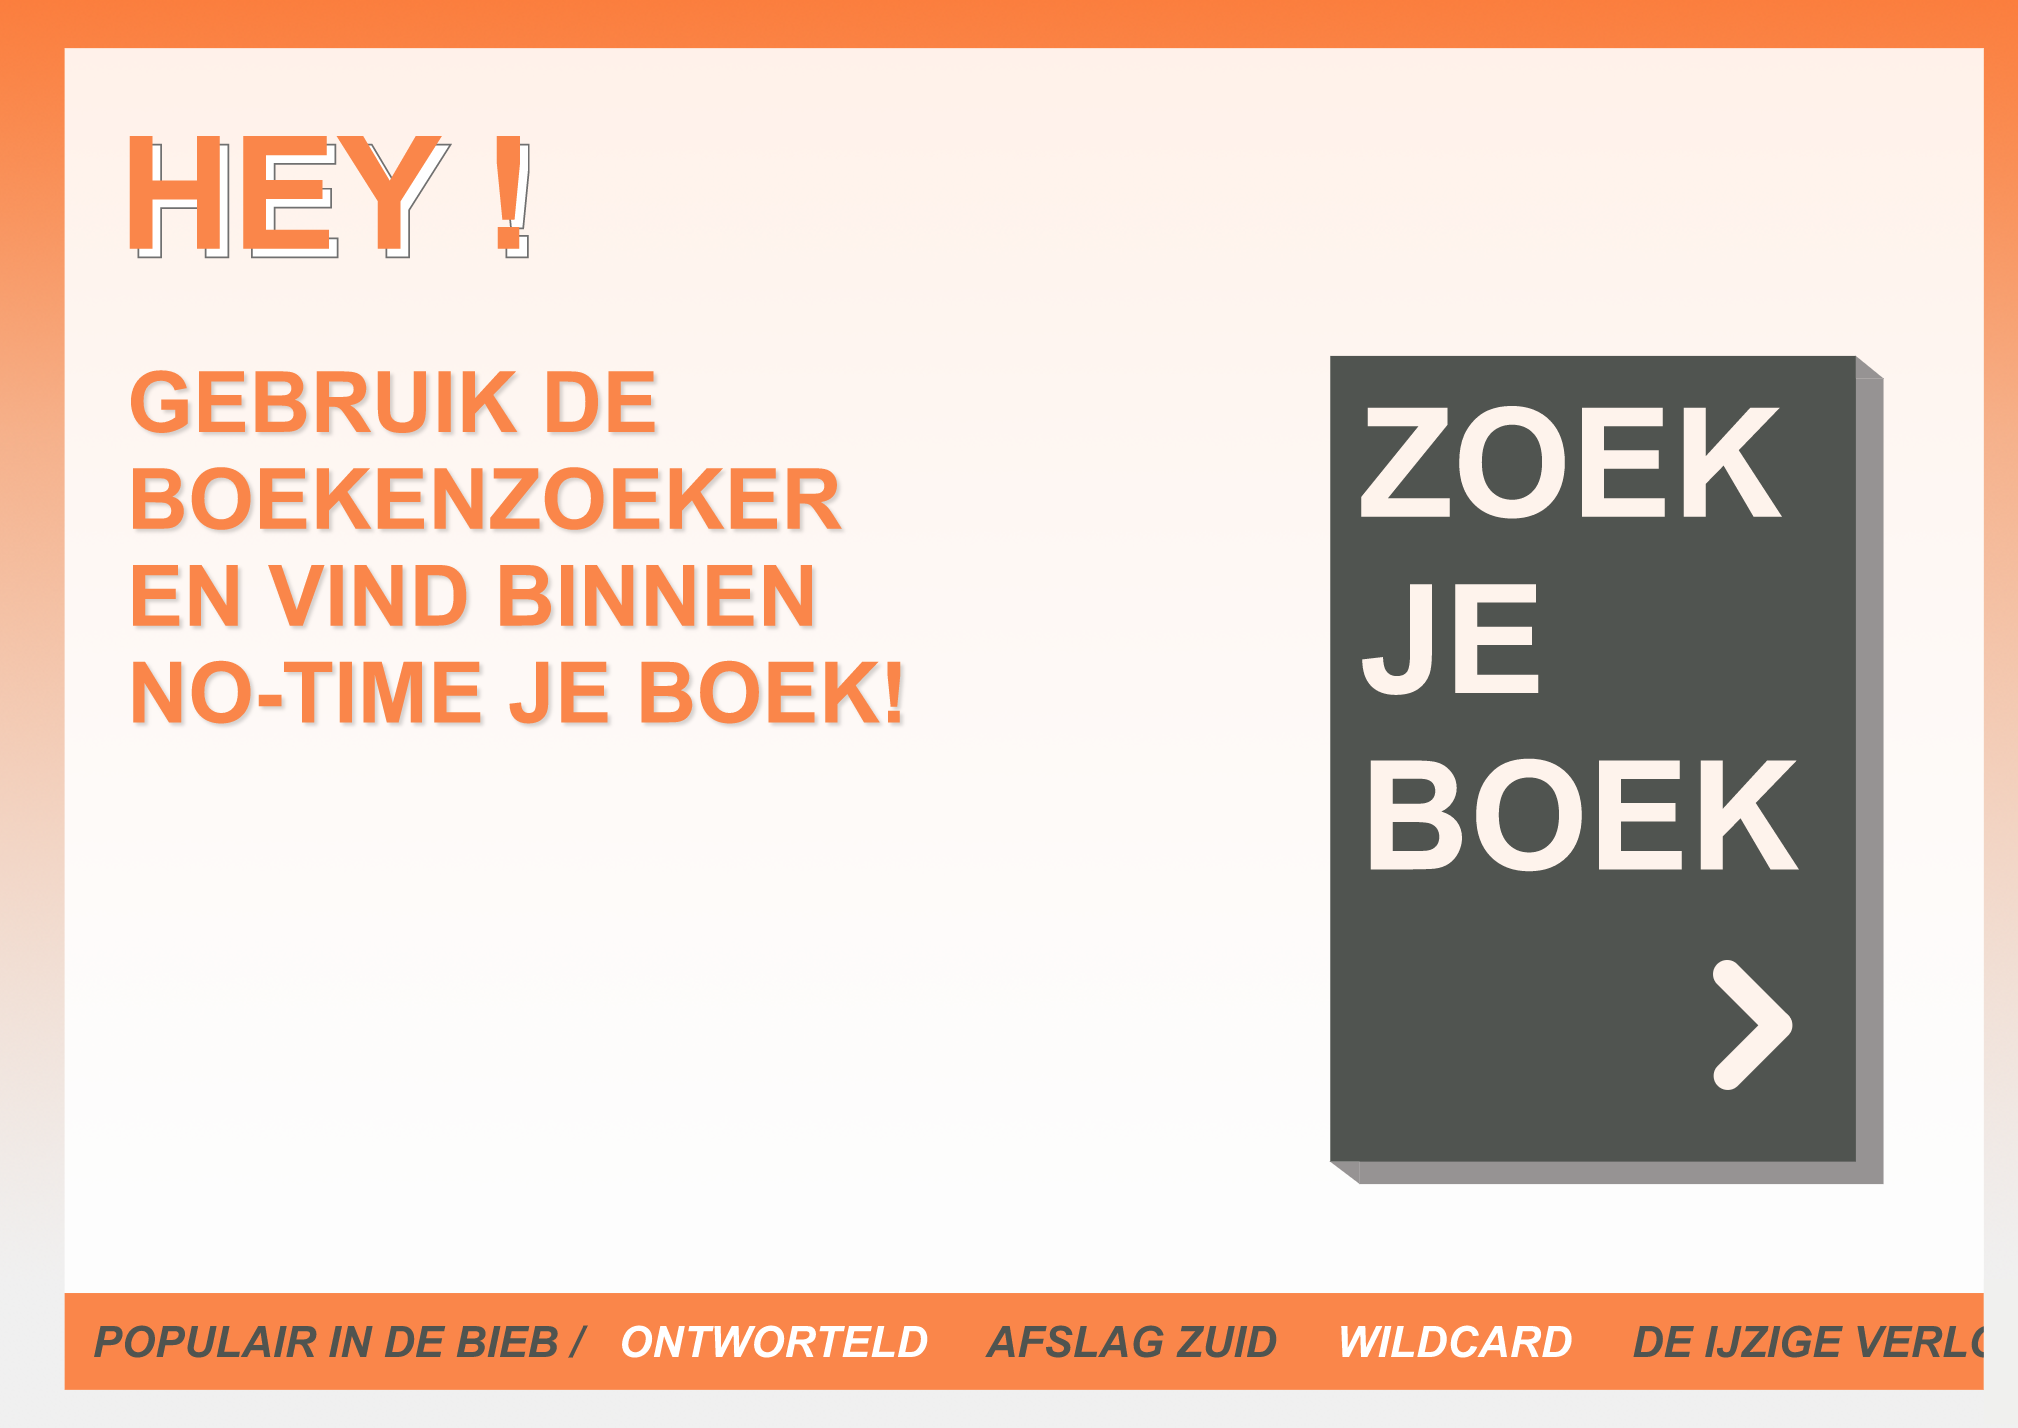 HEY !
GEBRUIK DE
BOEKENZOEKER
EN VIND BINNEN
NO-TIME JE BOEK!
ZOEK
JE
BOEK
POPULAIR IN DE BIEB / ONTWORTELD AFSLAG ZUID WILDCARD DE IJZIGE